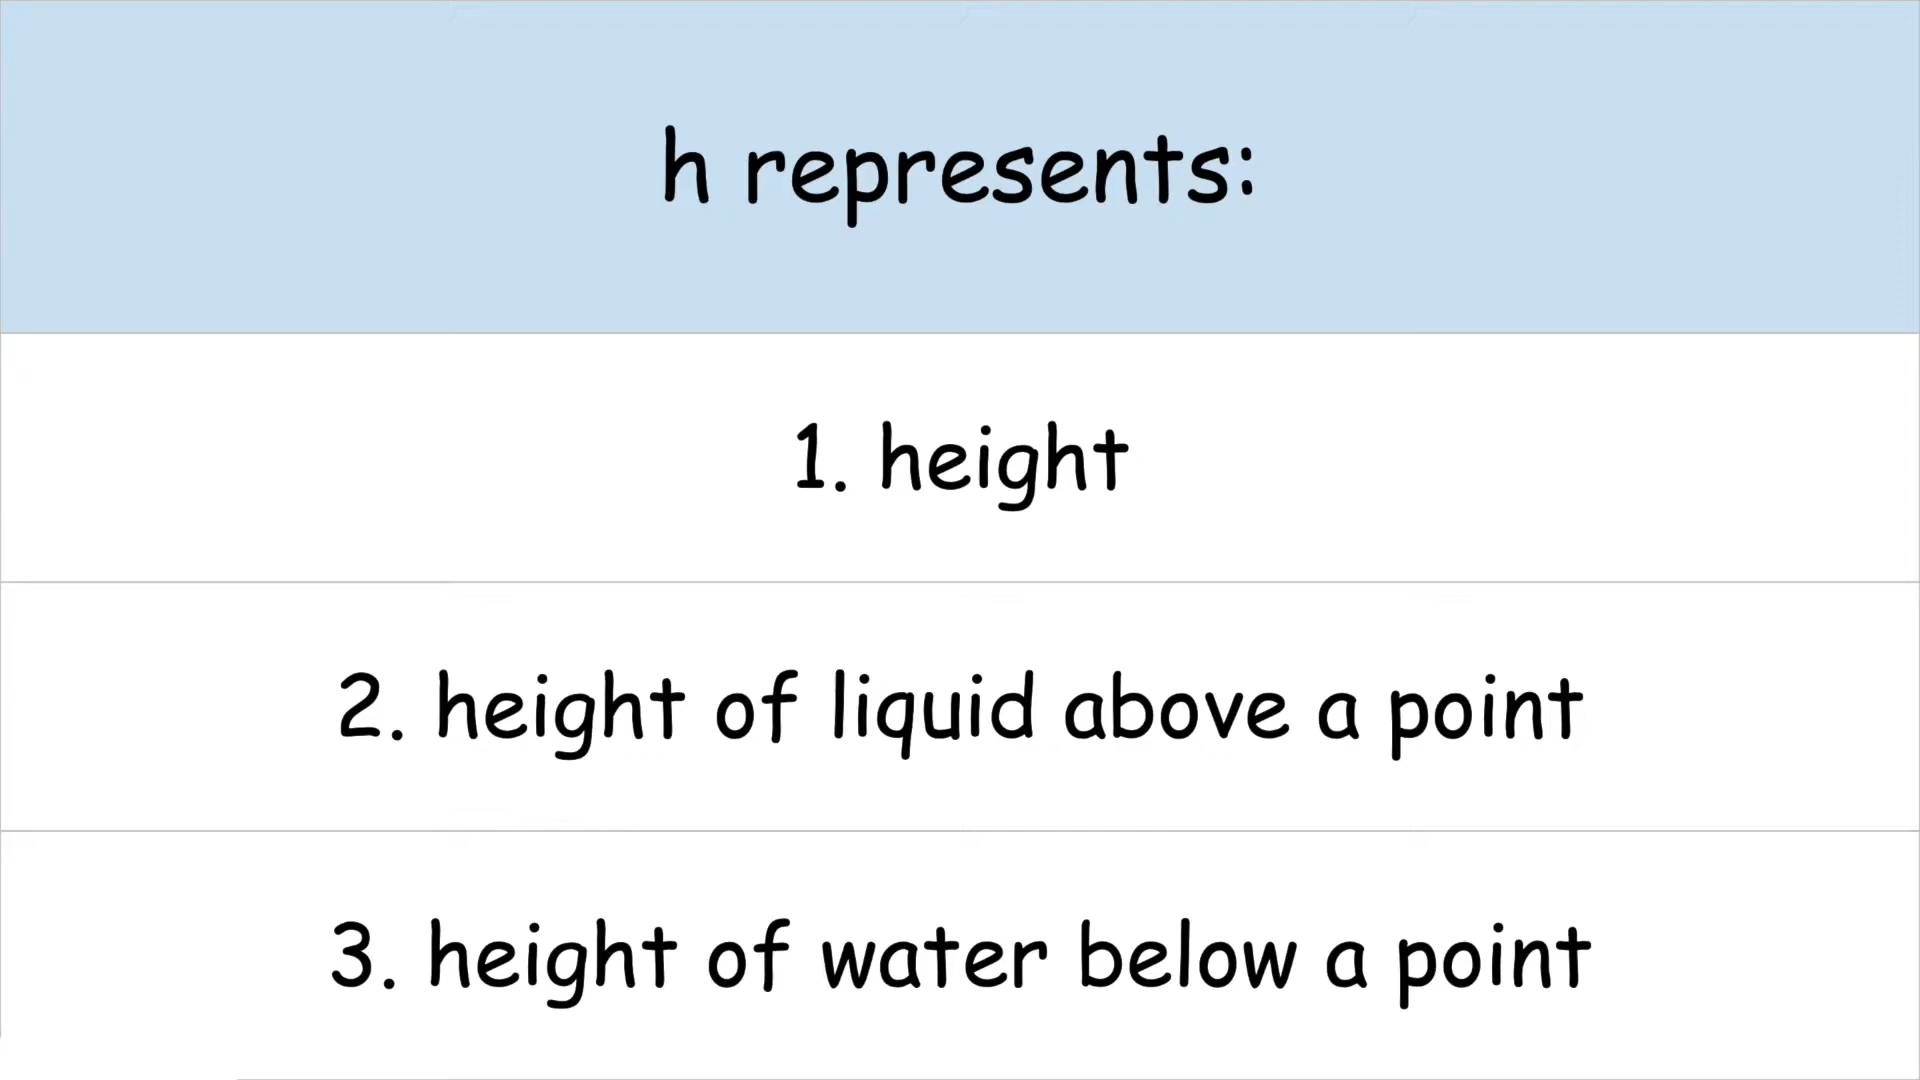 h represents:
1. height
2. height of liquid above a point
3. height of water below a point